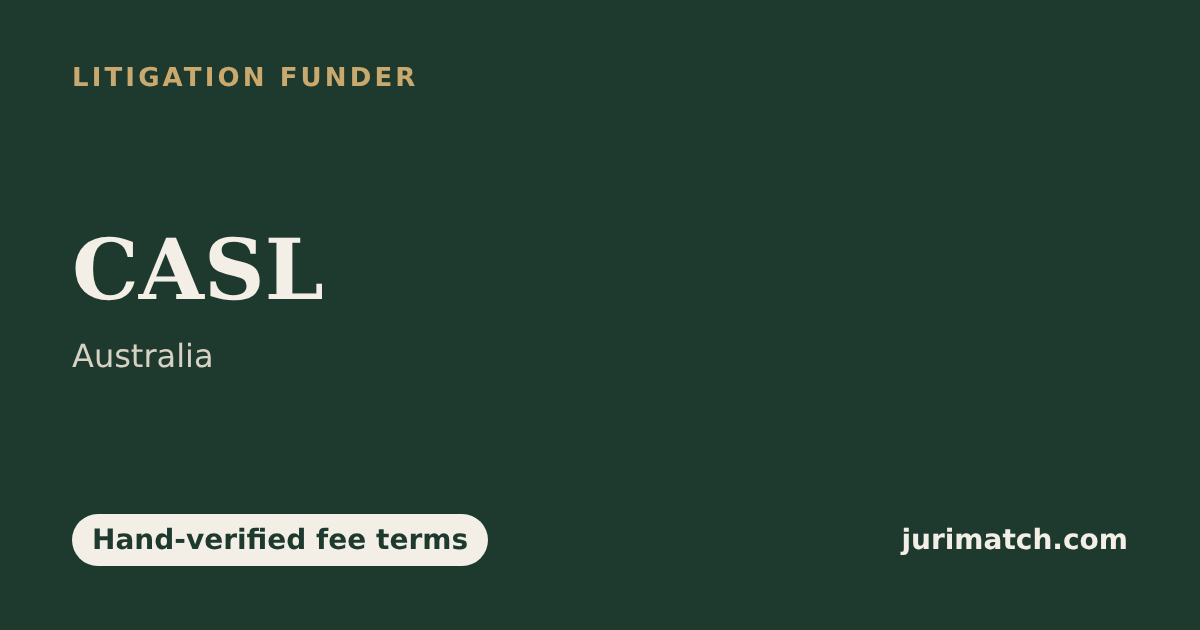 LITIGATION FUNDER
CASL
Australia
Hand-verified fee terms
jurimatch.com